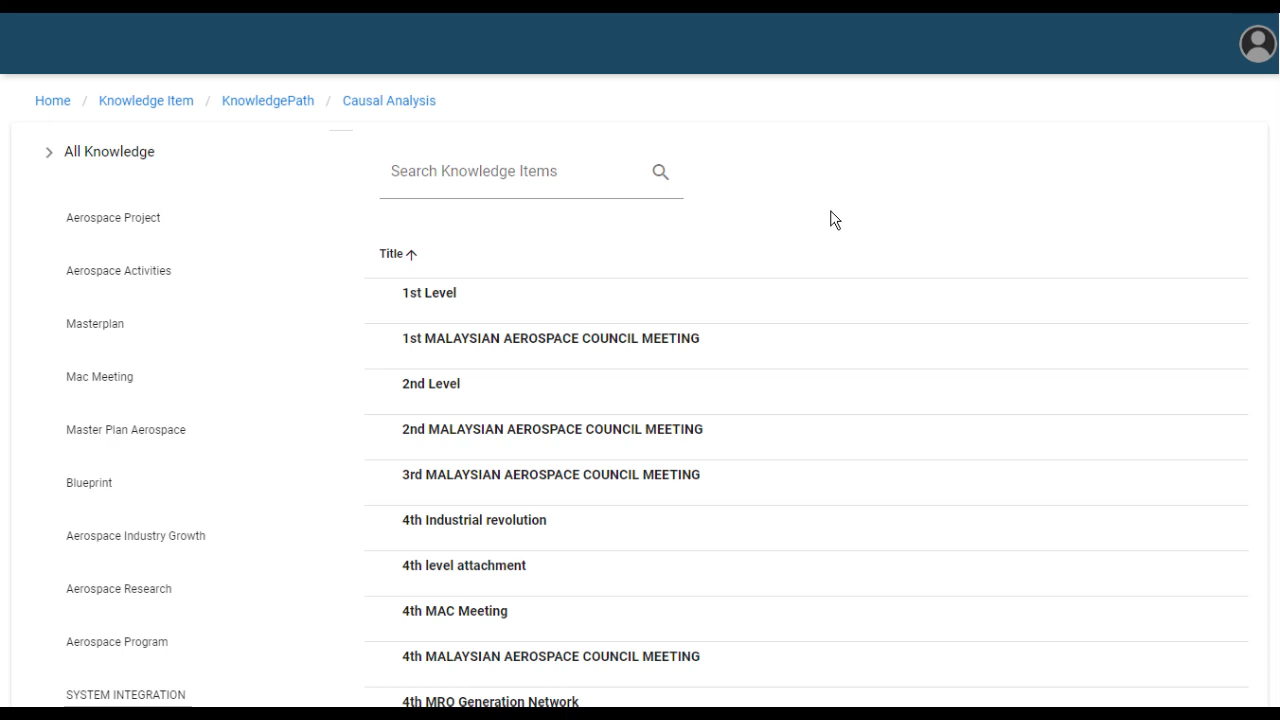 Home / Knowledge Item / KnowledgePath / Causal Analysis
All Knowledge
Aerospace Project
Aerospace Activities
Masterplan
Mac Meeting
Master Plan Aerospace
Blueprint
Aerospace Industry Growth
Aerospace Research
Aerospace Program
SYSTEM INTEGRATION
Search Knowledge Items
Title
1st Level
1st MALAYSIAN AEROSPACE COUNCIL MEETING
2nd Level
2nd MALAYSIAN AEROSPACE COUNCIL MEETING
3rd MALAYSIAN AEROSPACE COUNCIL MEETING
4th Industrial revolution
4th level attachment
4th MAC Meeting
4th MALAYSIAN AEROSPACE COUNCIL MEETING
4th MRO Generation Network